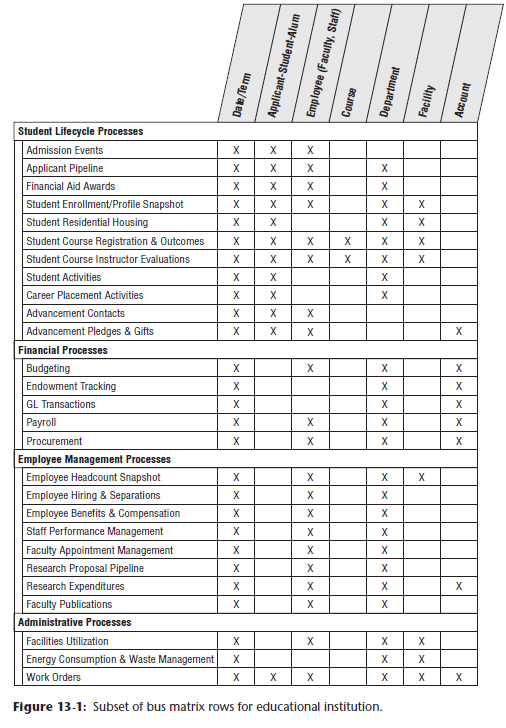 Date/Term
Applicant-Student-Alum
Employee (Faculty, Staff)
Course
Department
Facility
Account
Student Lifecycle Processes
Admission Events X X X
Applicant Pipeline X X X X
Financial Aid Awards X X X X
Student Enrollment/Profile Snapshot X X X X X
Student Residential Housing X X X X
Student Course Registration & Outcomes X X X X X X
Student Course Instructor Evaluations X X X X X X
Student Activities X X X
Career Placement Activities X X X
Advancement Contacts X X X
Advancement Pledges & Gifts X X X X
Financial Processes
Budgeting X X X X
Endowment Tracking X X X
GL Transactions X X X
Payroll X X X X
Procurement X X X X
Employee Management Processes
Employee Headcount Snapshot X X X X
Employee Hiring & Separations X X X
Employee Benefits & Compensation X X X
Staff Performance Management X X X
Faculty Appointment Management X X X
Research Proposal Pipeline X X X
Research Expenditures X X X X
Faculty Publications X X X
Administrative Processes
Facilities Utilization X X X X
Energy Consumption & Waste Management X X X
Work Orders X X X X X X
Figure 13-1: Subset of bus matrix rows for educational institution.